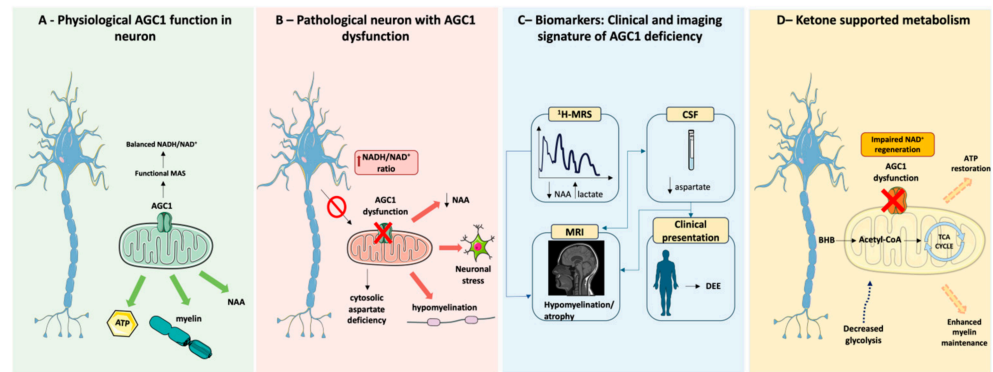 A - Physiological AGC1 function in
neuron
Balanced NADH/NAD⁺
Functional MAS
AGC1
ATP
myelin
NAA
B – Pathological neuron with AGC1
dysfunction
NADH/NAD⁺
ratio
AGC1
dysfunction
NAA
Neuronal
stress
cytosolic
aspartate
deficiency
hypomyelination
C– Biomarkers: Clinical and imaging
signature of AGC1 deficiency
¹H-MRS
NAA
lactate
CSF
aspartate
MRI
Hypomyelination/
atrophy
Clinical
presentation
DEE
D– Ketone supported metabolism
Impaired NAD⁺
regeneration
AGC1
dysfunction
ATP
restoration
BHB
Acetyl-CoA
TCA
CYCLE
Decreased
glycolysis
Enhanced
myelin
maintenance